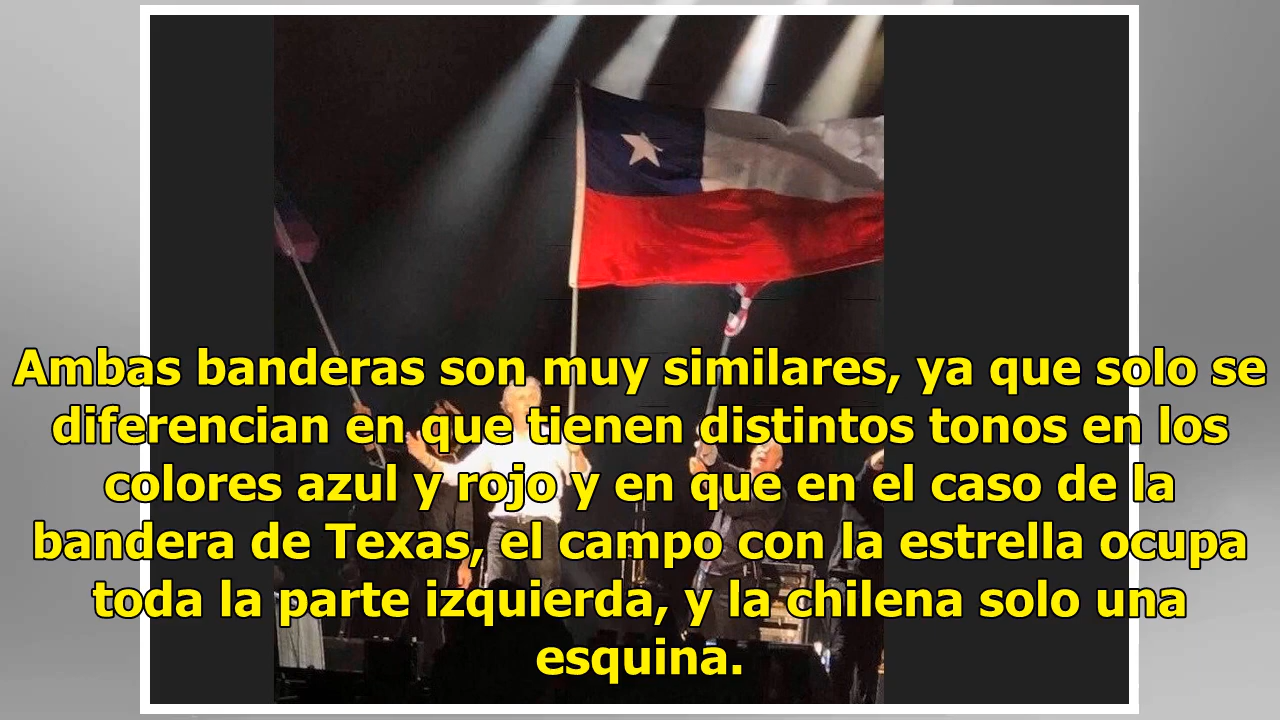 Ambas banderas son muy similares, ya que solo se
diferencian en que tienen distintos tonos en los
colores azul y rojo y en que en el caso de la
bandera de Texas, el campo con la estrella ocupa
toda la parte izquierda, y la chilena solo una
esquina.